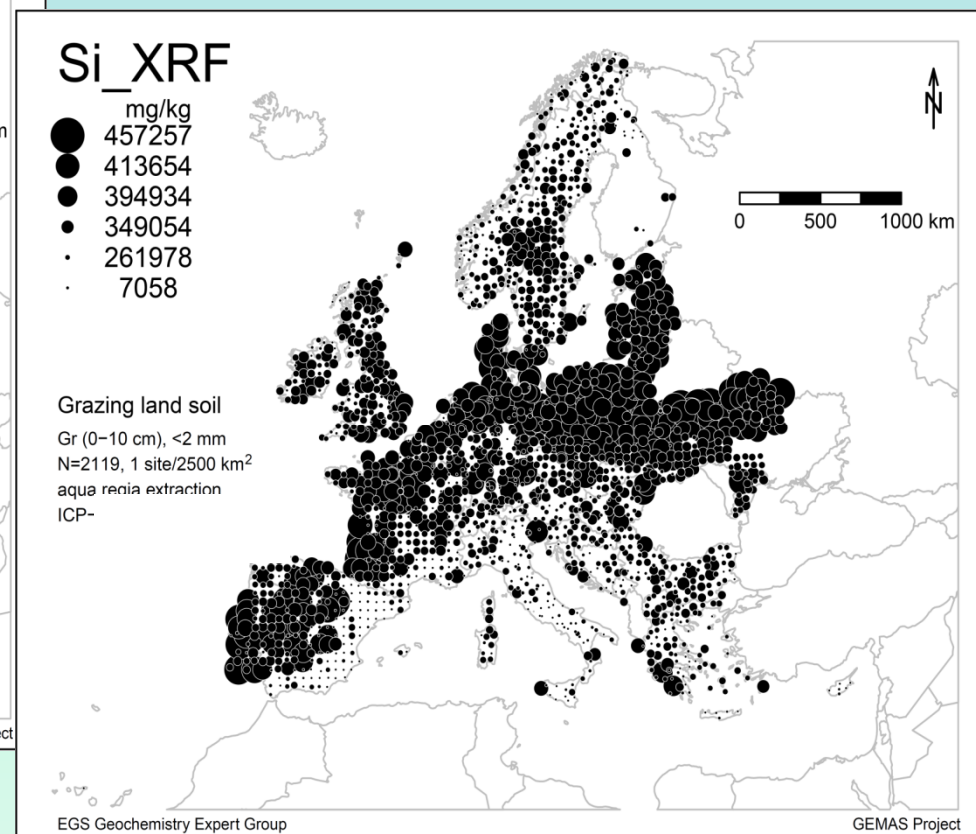 Si_XRF
mg/kg
457257
413654
394934
349054
261978
7058
N
0 500 1000 km
Grazing land soil
Gr (0−10 cm), <2 mm
N=2119, 1 site/2500 km²
aqua regia extraction
ICP-
EGS Geochemistry Expert Group
GEMAS Project
m
ct